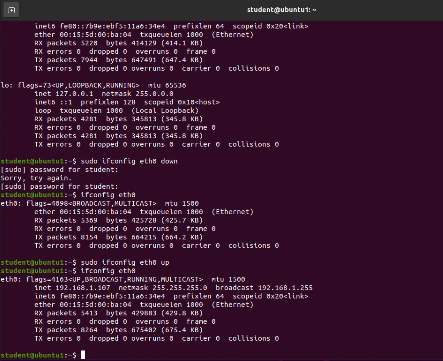 student@ubuntu1: ~
inet6 fe80::7b9e:ebf5:11a6:34e4  prefixlen 64  scopeid 0x20<link>
ether 00:15:5d:00:ba:04  txqueuelen 1000  (Ethernet)
RX packets 5220  bytes 414129 (414.1 KB)
RX errors 0  dropped 0  overruns 0  frame 0
TX packets 7944  bytes 647491 (647.4 KB)
TX errors 0  dropped 0 overruns 0  carrier 0  collisions 0
lo: flags=73<UP,LOOPBACK,RUNNING>  mtu 65536
inet 127.0.0.1  netmask 255.0.0.0
inet6 ::1  prefixlen 128  scopeid 0x10<host>
loop  txqueuelen 1000  (Local Loopback)
RX packets 4281  bytes 345813 (345.8 KB)
RX errors 0  dropped 0  overruns 0  frame 0
TX packets 4281  bytes 345813 (345.8 KB)
TX errors 0  dropped 0 overruns 0  carrier 0  collisions 0
student@ubuntu1:~$ sudo ifconfig eth0 down
[sudo] password for student:
Sorry, try again.
[sudo] password for student:
student@ubuntu1:~$ ifconfig eth0
eth0: flags=4098<BROADCAST,MULTICAST>  mtu 1500
ether 00:15:5d:00:ba:04  txqueuelen 1000  (Ethernet)
RX packets 5369  bytes 425728 (425.7 KB)
RX errors 0  dropped 0  overruns 0  frame 0
TX packets 8154  bytes 664215 (664.2 KB)
TX errors 0  dropped 0 overruns 0  carrier 0  collisions 0
student@ubuntu1:~$ sudo ifconfig eth0 up
student@ubuntu1:~$ ifconfig eth0
eth0: flags=4163<UP,BROADCAST,RUNNING,MULTICAST>  mtu 1500
inet 192.168.1.107  netmask 255.255.255.0  broadcast 192.168.1.255
inet6 fe80::7b9e:ebf5:11a6:34e4  prefixlen 64  scopeid 0x20<link>
ether 00:15:5d:00:ba:04  txqueuelen 1000  (Ethernet)
RX packets 5413  bytes 429883 (429.8 KB)
RX errors 0  dropped 0  overruns 0  frame 0
TX packets 8264  bytes 675402 (675.4 KB)
TX errors 0  dropped 0 overruns 0  carrier 0  collisions 0
student@ubuntu1:~$